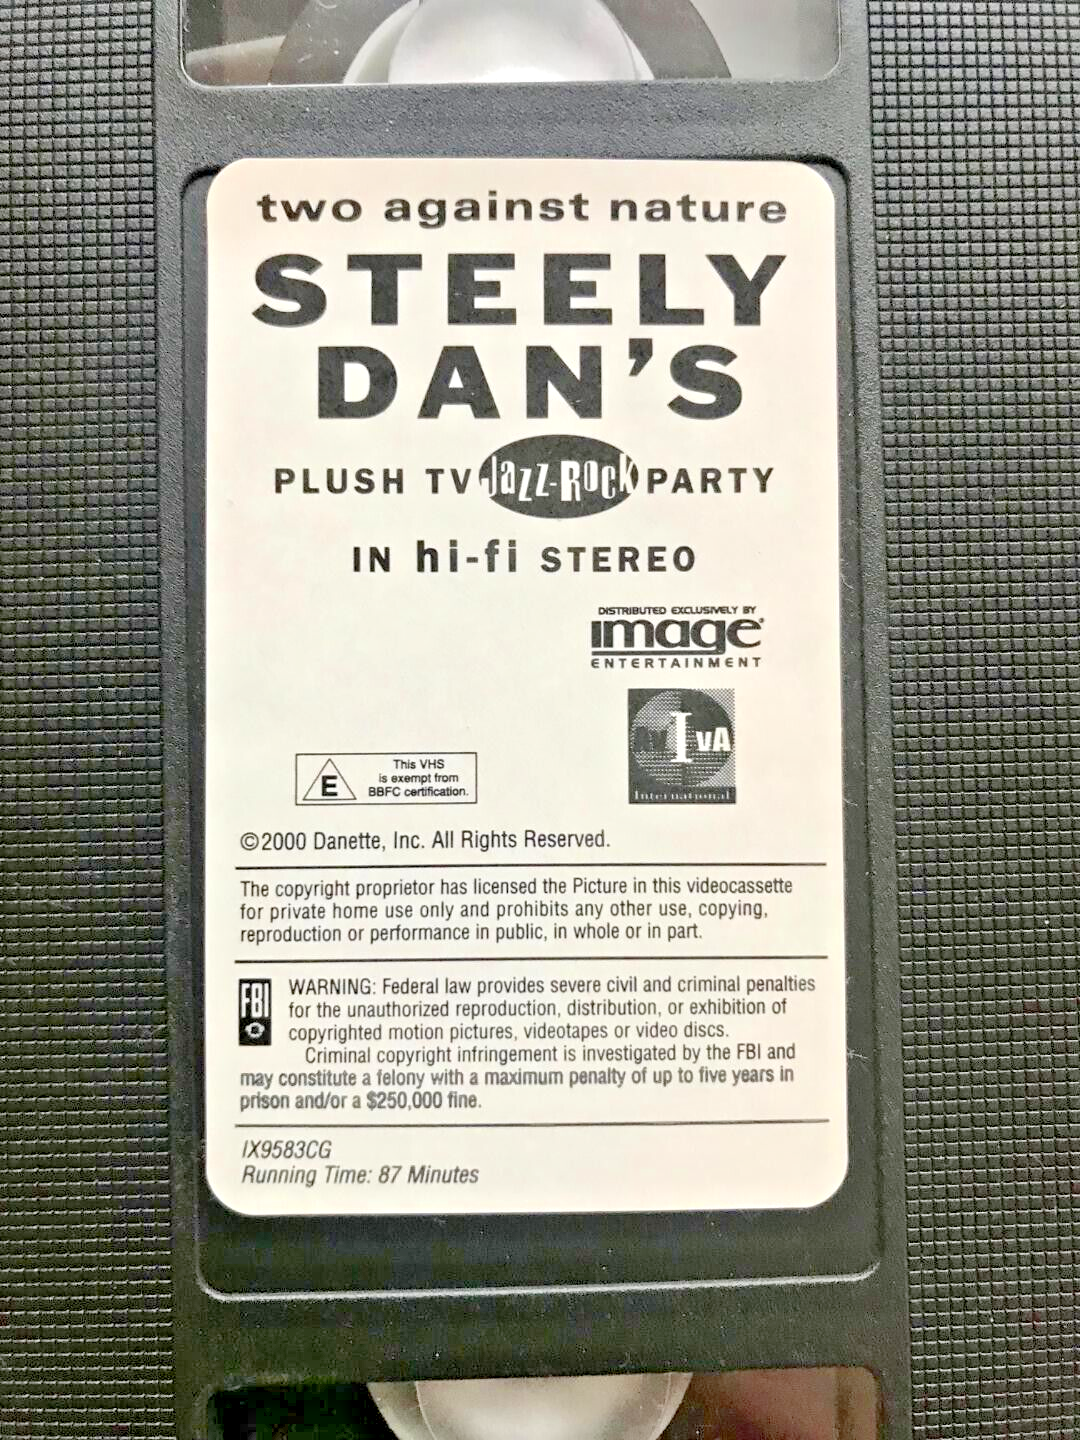 two against nature
STEELY
DAN'S
PLUSH TV Jazz-Rock PARTY
IN hi-fi STEREO
DISTRIBUTED EXCLUSIVELY BY
image®
ENTERTAINMENT
AVIVA
International
E
This VHS
is exempt from
BBFC certification.
©2000 Danette, Inc. All Rights Reserved.
The copyright proprietor has licensed the Picture in this videocassette
for private home use only and prohibits any other use, copying,
reproduction or performance in public, in whole or in part.
FBI
WARNING: Federal law provides severe civil and criminal penalties
for the unauthorized reproduction, distribution, or exhibition of
copyrighted motion pictures, videotapes or video discs.
Criminal copyright infringement is investigated by the FBI and
may constitute a felony with a maximum penalty of up to five years in
prison and/or a $250,000 fine.
IX9583CG
Running Time: 87 Minutes